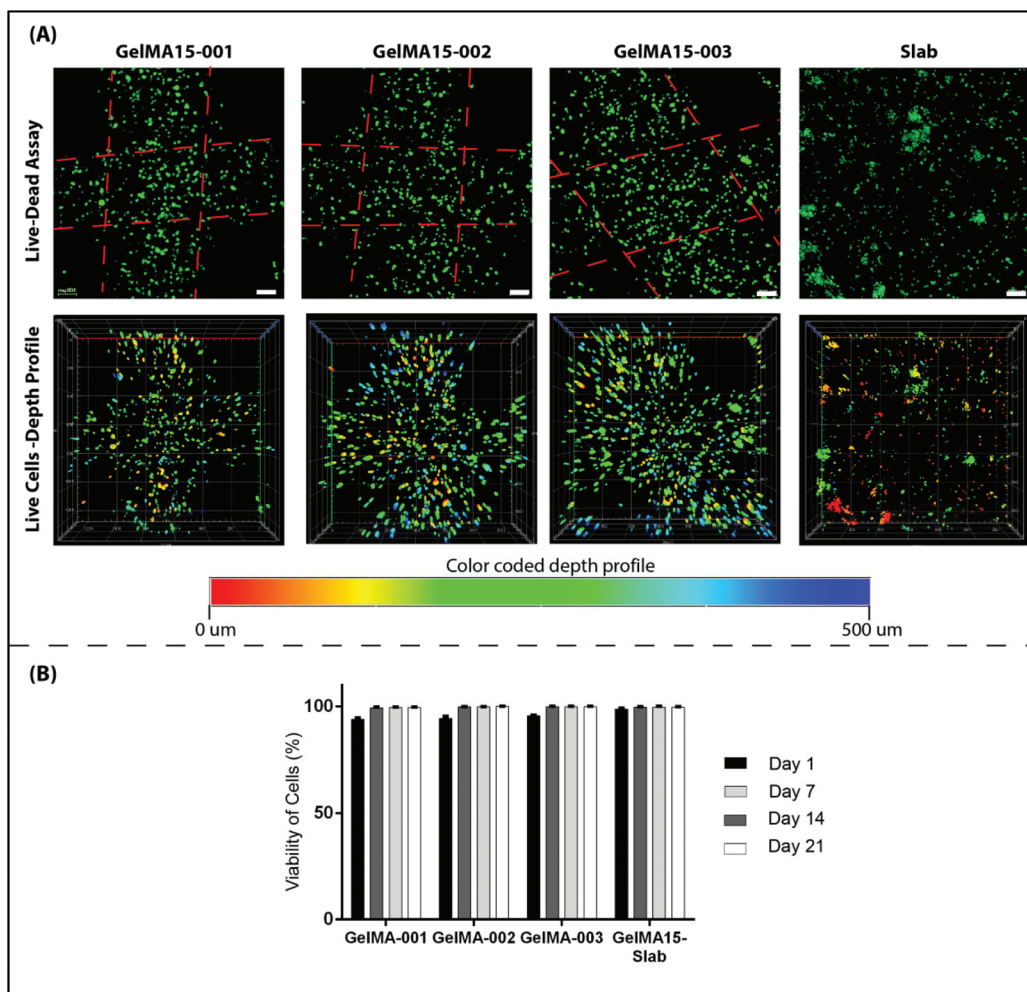 (A)
GelMA15-001
GelMA15-002
GelMA15-003
Slab
Live-Dead Assay
Live Cells -Depth Profile
Color coded depth profile
0 um
500 um
(B)
Viability of Cells (%)
100
50
0
GelMA-001
GelMA-002
GelMA-003
GelMA15-
Slab
Day 1
Day 7
Day 14
Day 21